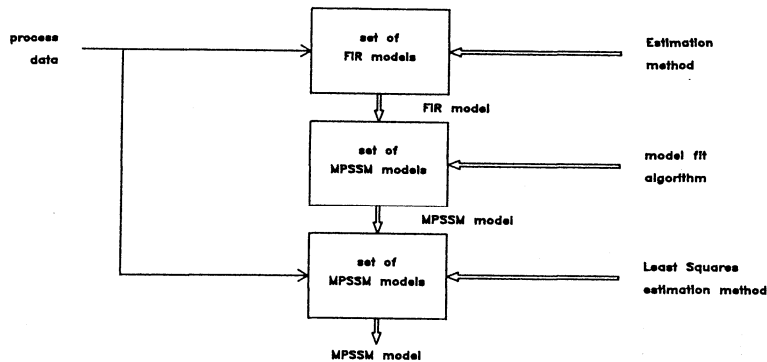 process
data
set of
FIR models
Estimation
method
FIR model
set of
MPSSM models
model fit
algorithm
MPSSM model
set of
MPSSM models
Least Squares
estimation method
MPSSM model